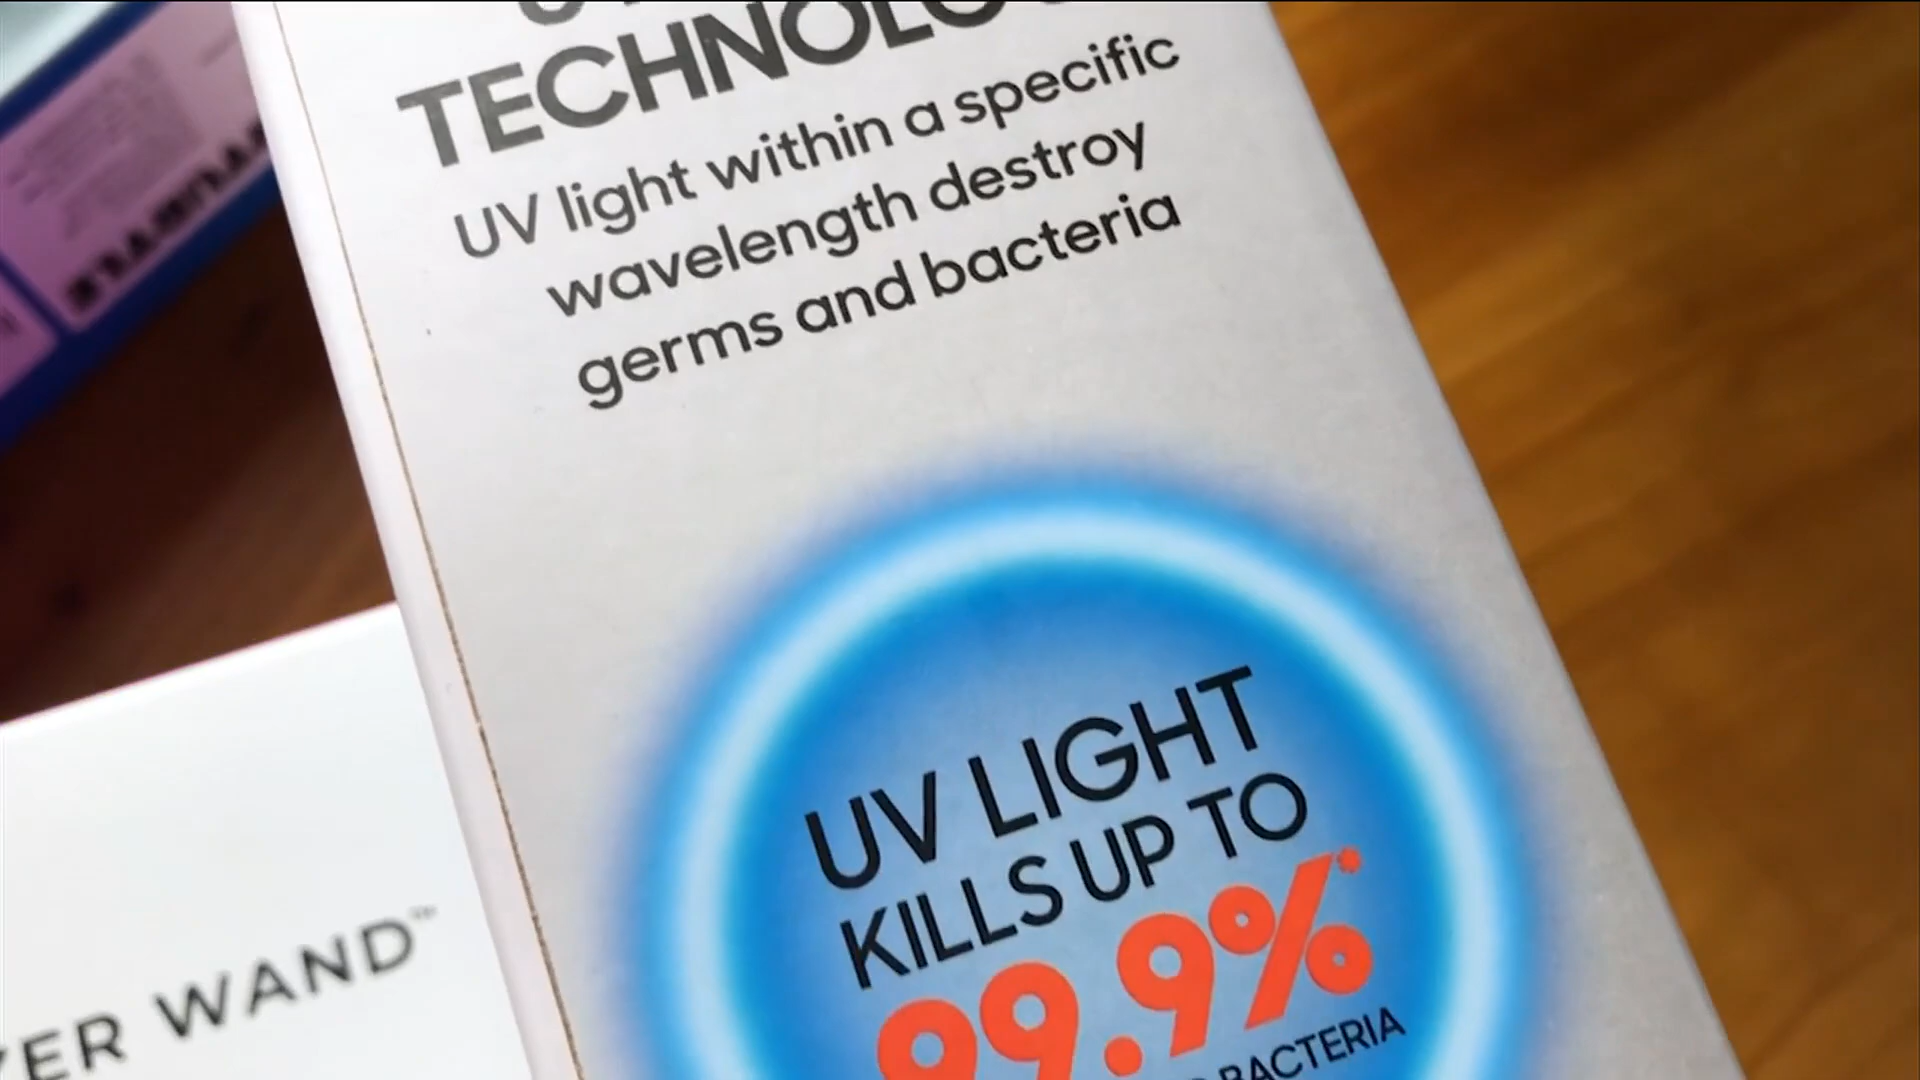 TECHNOLO
UV light within a specific
wavelength destroy
germs and bacteria
UV LIGHT
KILLS UP TO
99.9%*
BACTERIA
ER WAND™